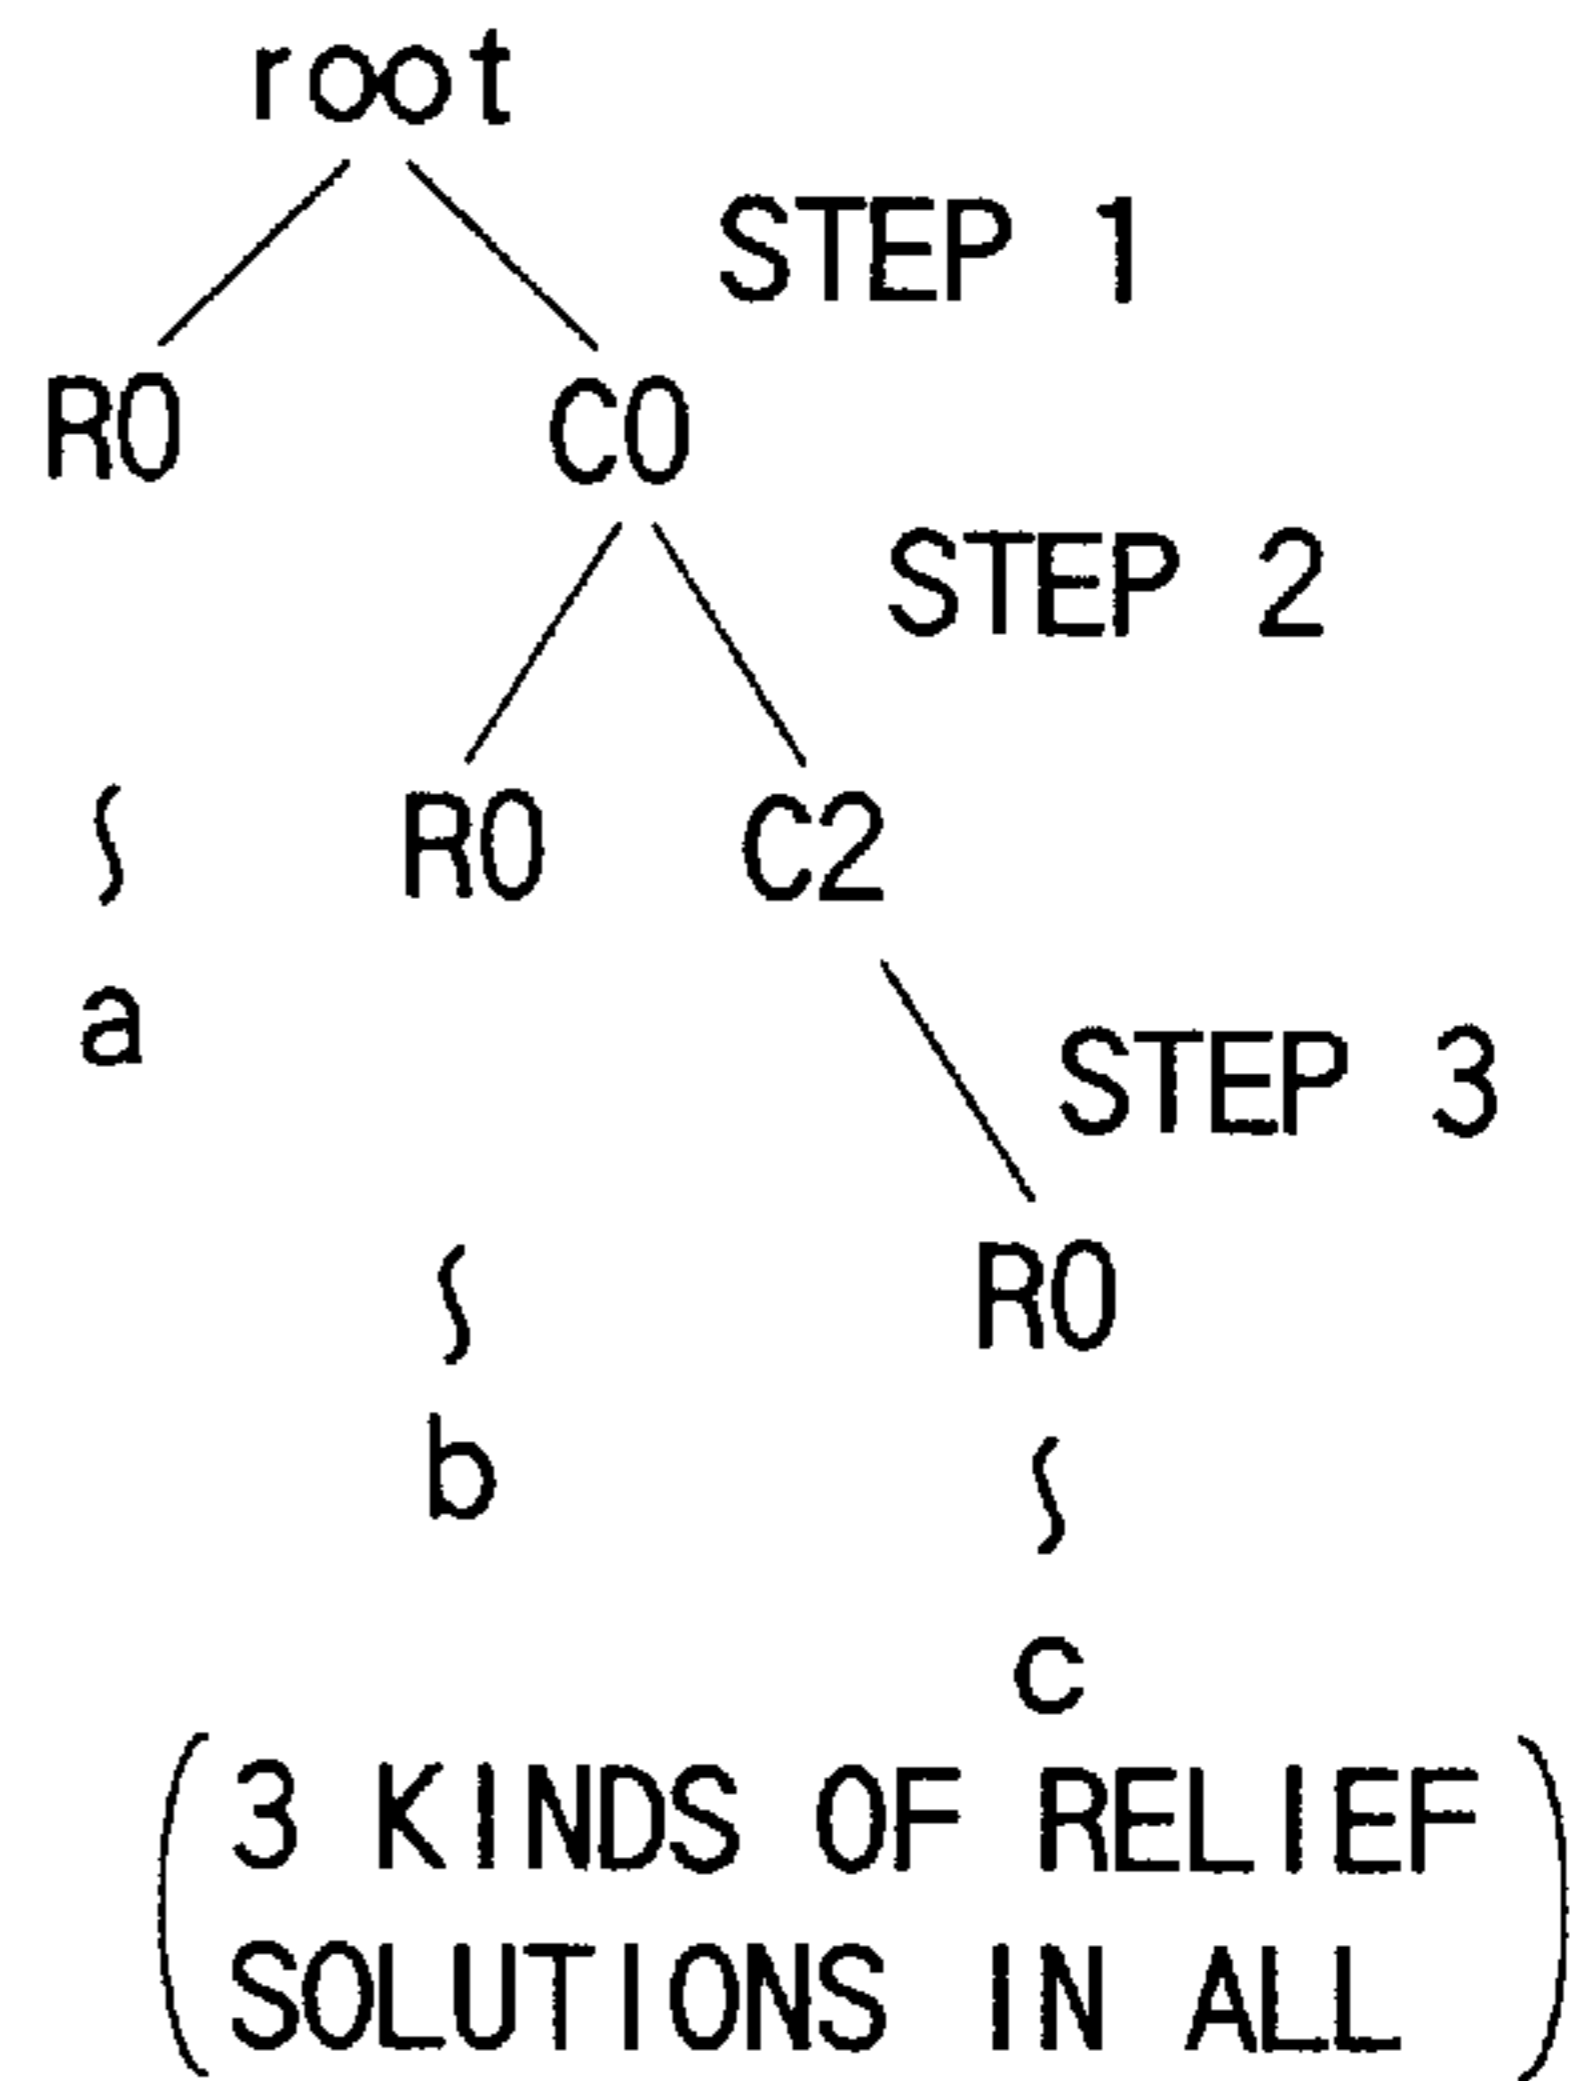 root
STEP 1
R0 C0
STEP 2
R0 C2
a
STEP 3
R0
b
c
3 KINDS OF RELIEF
SOLUTIONS IN ALL